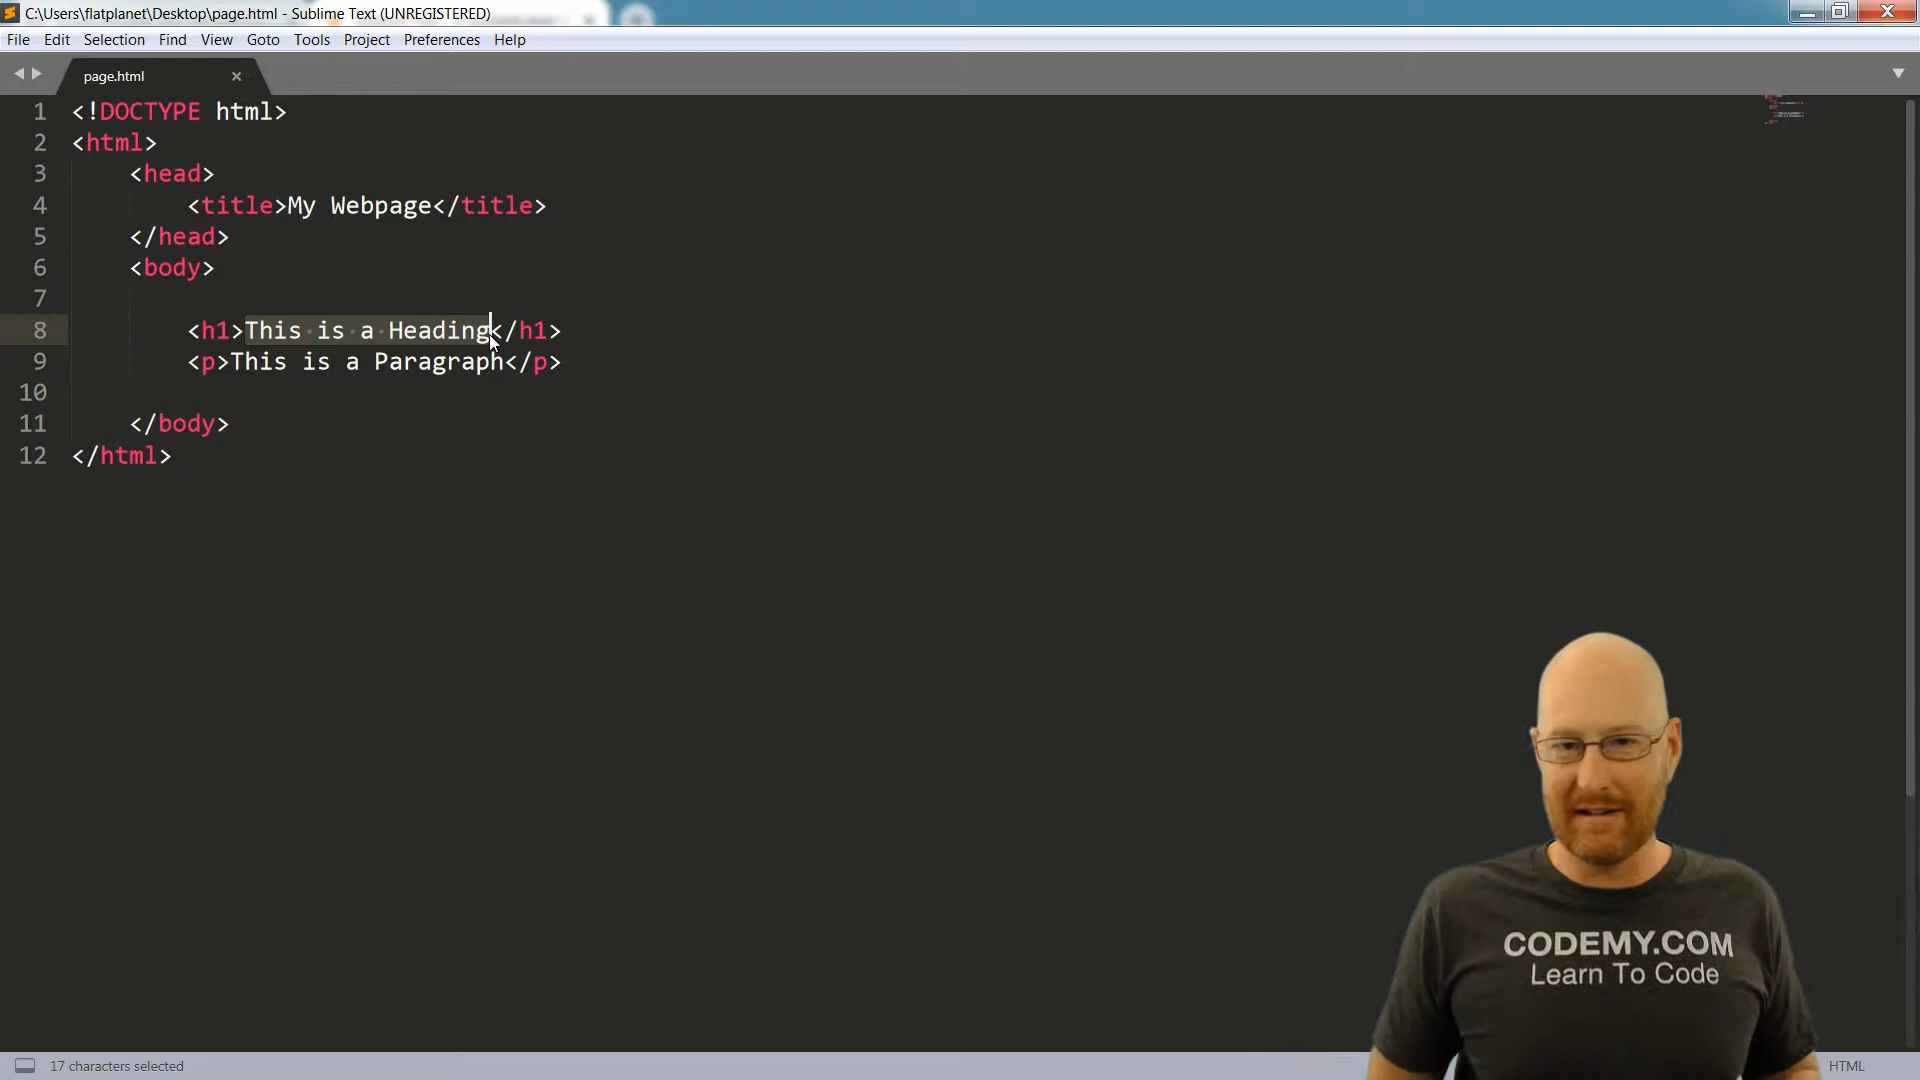 C:\Users\flatplanet\Desktop\page.html - Sublime Text (UNREGISTERED)
File Edit Selection Find View Goto Tools Project Preferences Help
page.html
1 <!DOCTYPE html>
2 <html>
3 <head>
4 <title>My Webpage</title>
5 </head>
6 <body>
7
8 <h1>This is a Heading</h1>
9 <p>This is a Paragraph</p>
10
11 </body>
12 </html>
CODEMY.COM
Learn To Code
17 characters selected
HTML